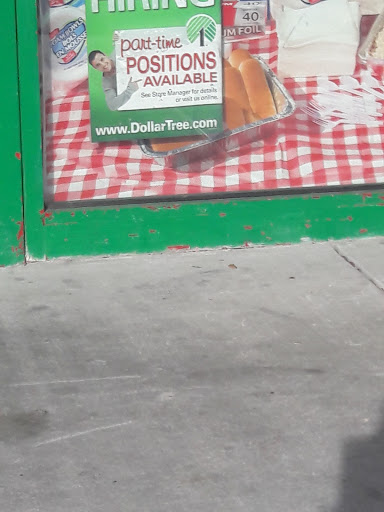 HIRING
part-time
POSITIONS
AVAILABLE
See Store Manager for details
or visit us online.
www.DollarTree.com
40
UM FOIL